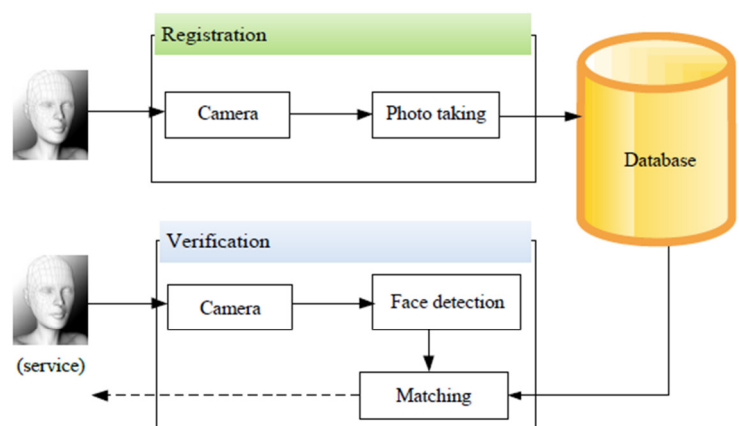 Registration
Camera
Photo taking
Database
Verification
Camera
Face detection
(service)
Matching